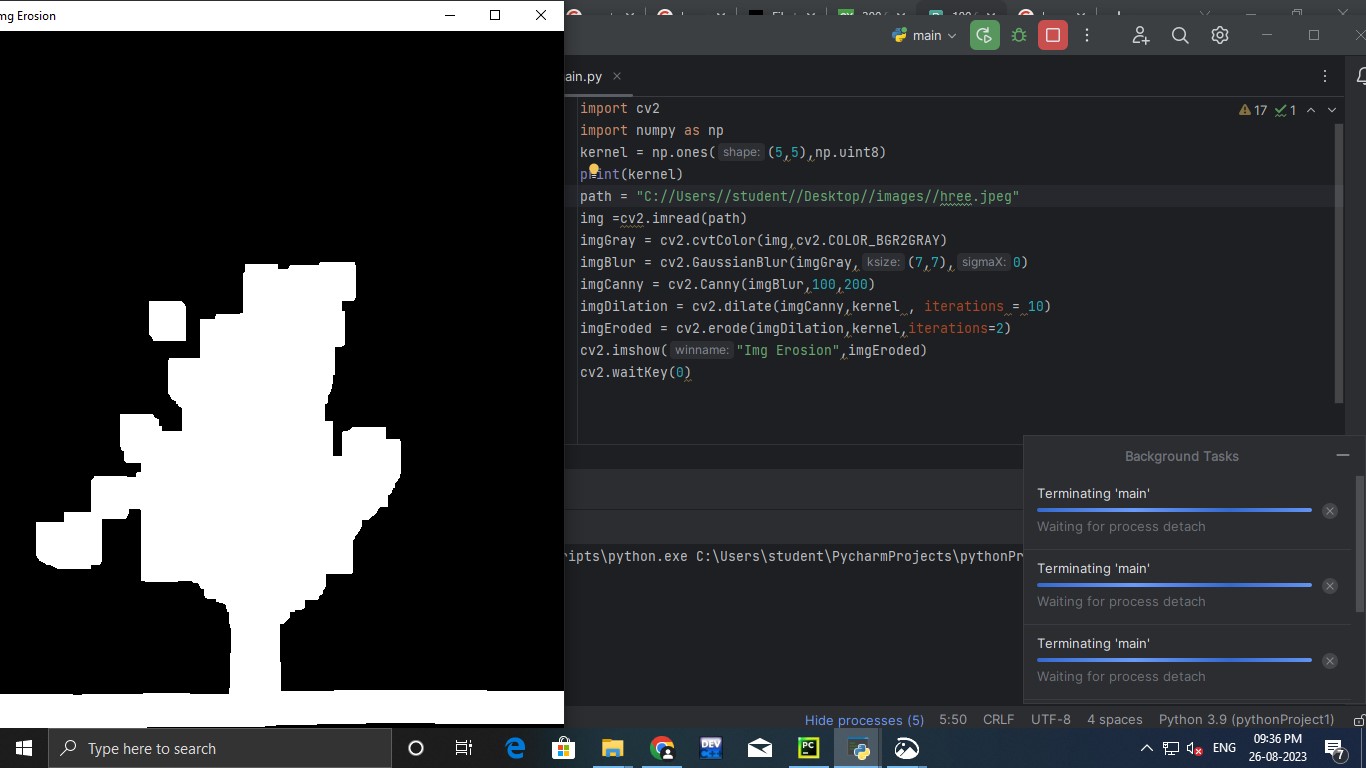 mg Erosion
main
ain.py
17 1
import cv2
import numpy as np
kernel = np.ones( shape: (5,5),np.uint8)
print(kernel)
path = "C://Users//student//Desktop//images//hree.jpeg"
img =cv2.imread(path)
imgGray = cv2.cvtColor(img,cv2.COLOR_BGR2GRAY)
imgBlur = cv2.GaussianBlur(imgGray, ksize: (7,7), sigmaX: 0)
imgCanny = cv2.Canny(imgBlur,100,200)
imgDilation = cv2.dilate(imgCanny,kernel , iterations = 10)
imgEroded = cv2.erode(imgDilation,kernel,iterations=2)
cv2.imshow( winname: "Img Erosion",imgEroded)
cv2.waitKey(0)
Background Tasks
Terminating 'main'
Waiting for process detach
Terminating 'main'
Waiting for process detach
Terminating 'main'
Waiting for process detach
ripts\python.exe C:\Users\student\PycharmProjects\pythonPr
Hide processes (5) 5:50 CRLF UTF-8 4 spaces Python 3.9 (pythonProject1)
Type here to search
DEV
PC
ENG
09:36 PM
26-08-2023
7